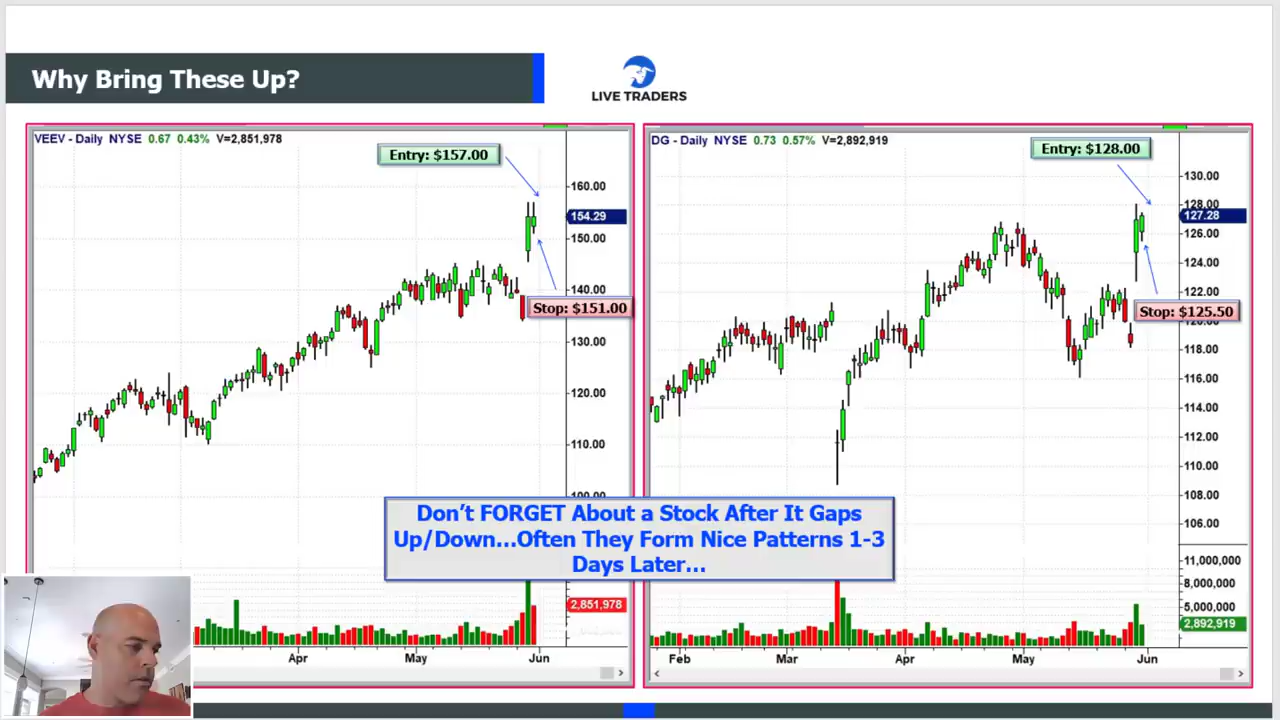 Why Bring These Up?
LIVE TRADERS
VEEV - Daily NYSE 0.67 0.43% V=2,851,978
Entry: $157.00
160.00
154.29
150.00
140.00
Stop: $151.00
130.00
120.00
110.00
100.00
2,851,978
Apr May Jun
DG - Daily NYSE 0.73 0.57% V=2,892,919
Entry: $128.00
130.00
128.00
127.28
126.00
124.00
122.00
Stop: $125.50
120.00
118.00
116.00
114.00
112.00
110.00
108.00
106.00
11,000,000
8,000,000
5,000,000
2,892,919
Feb Mar Apr May Jun
Don't FORGET About a Stock After It Gaps
Up/Down...Often They Form Nice Patterns 1-3
Days Later...